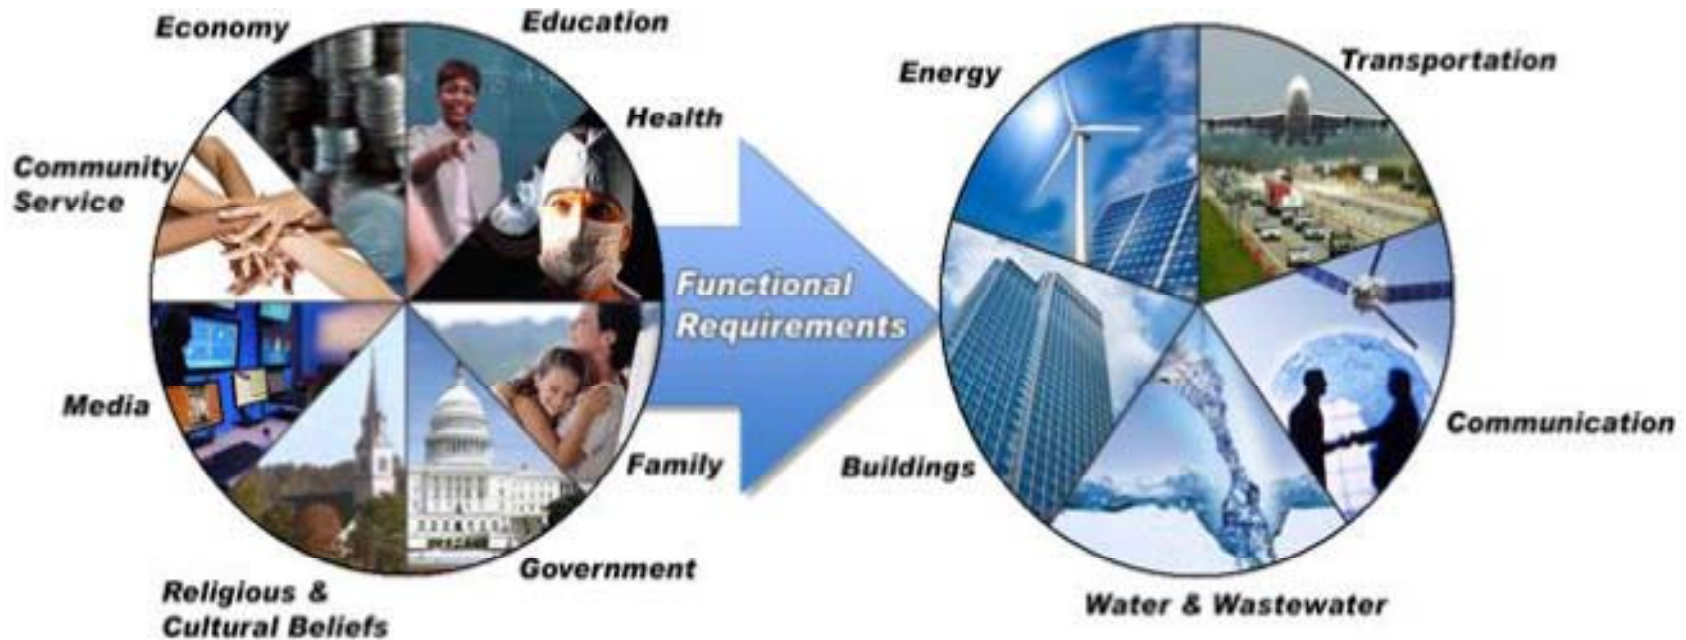 Economy
Education
Health
Community
Service
Media
Religious &
Cultural Beliefs
Government
Family
Functional
Requirements
Energy
Transportation
Communication
Water & Wastewater
Buildings